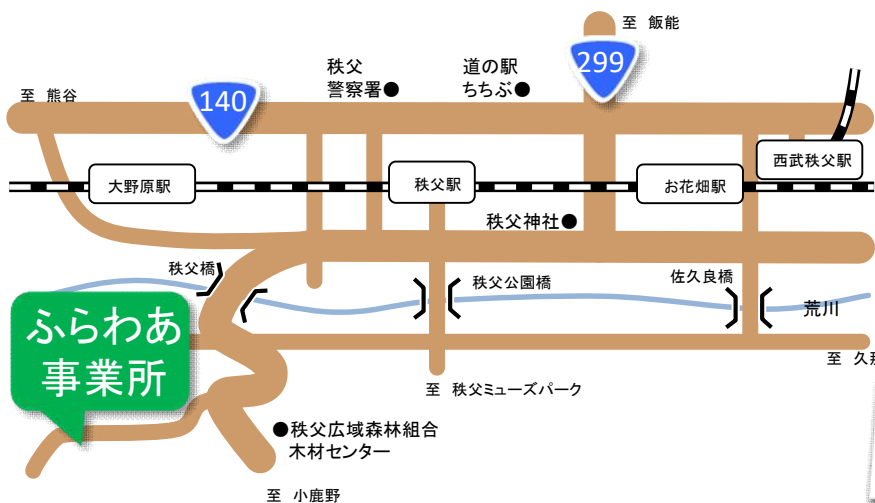 至 飯能
299
秩父
警察署●
道の駅
ちちぶ●
至 熊谷
140
西武秩父駅
大野原駅
秩父駅
お花畑駅
秩父神社●
秩父橋
秩父公園橋
佐久良橋
荒川
ふらわあ
事業所
至 久那
至 秩父ミューズパーク
●秩父広域森林組合
木材センター
至 小鹿野